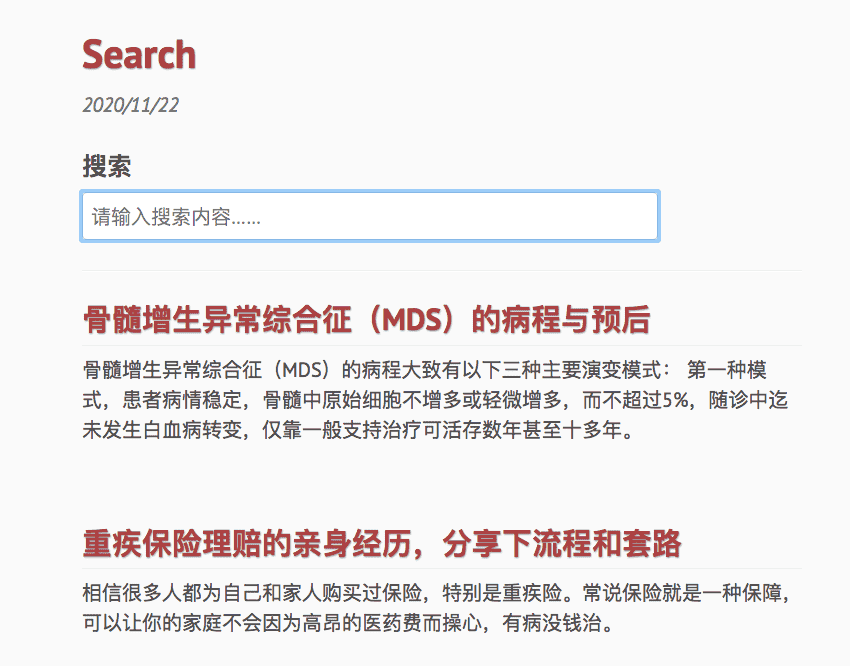 Search
2020/11/22
搜索
请输入搜索内容……
骨髓增生异常综合征（MDS）的病程与预后
骨髓增生异常综合征（MDS）的病程大致有以下三种主要演变模式： 第一种模
式，患者病情稳定，骨髓中原始细胞不增多或轻微增多，而不超过5%，随诊中迄
未发生白血病转变，仅靠一般支持治疗可活存数年甚至十多年。
重疾保险理赔的亲身经历，分享下流程和套路
相信很多人都为自己和家人购买过保险，特别是重疾险。常说保险就是一种保障，
可以让你的家庭不会因为高昂的医药费而操心，有病没钱治。